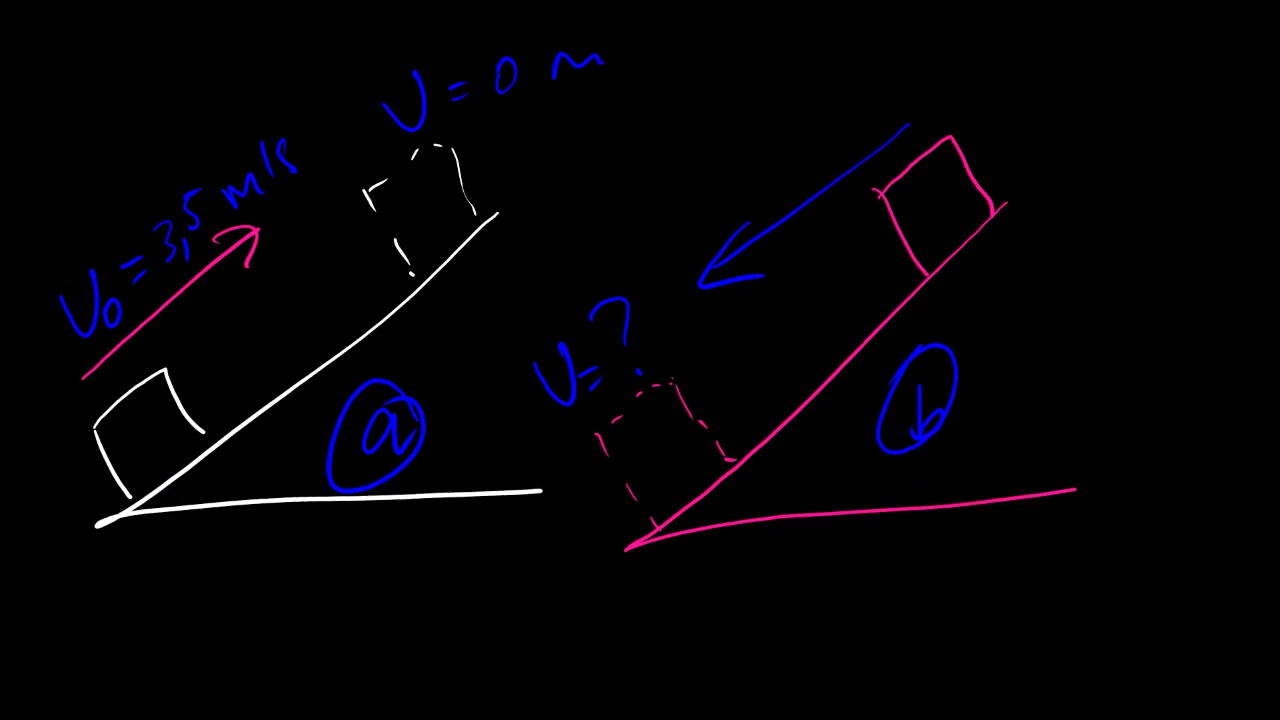 V = 0 m
V₀ = 3,5 m/s
V = ?
a
b